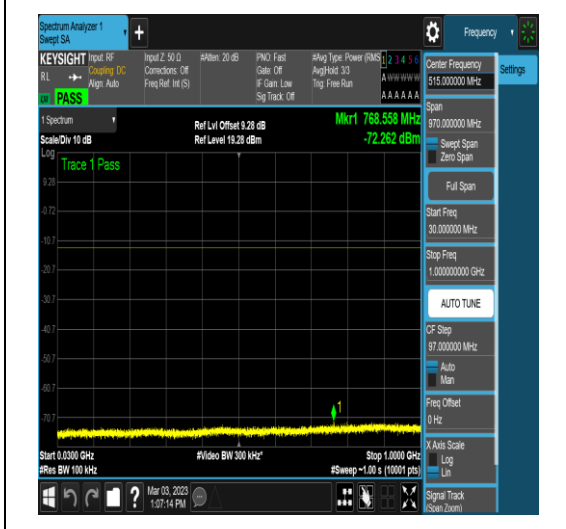 Spectrum Analyzer 1
Swept SA
+
Frequency
KEYSIGHT
Input: RF
Coupling: DC
Align: Auto
Input Z: 50 Ω
Corrections: Off
Freq Ref: Int (S)
#Atten: 20 dB
PNO: Fast
Gate: Off
IF Gain: Low
Sig Track: Off
#Avg Type: Power (RMS
Avg|Hold: 3/3
Trig: Free Run
1 2 3 4 5 6
A W W W W W
A A A A A A
RL
PASS
Center Frequency
515.000000 MHz
Settings
Span
970.000000 MHz
Swept Span
Zero Span
Full Span
Start Freq
30.000000 MHz
Stop Freq
1.000000000 GHz
AUTO TUNE
CF Step
97.000000 MHz
Auto
Man
Freq Offset
0 Hz
X Axis Scale
Log
Lin
Signal Track
(Span Zoom)
1 Spectrum
Scale/Div 10 dB
Ref Lvl Offset 9.28 dB
Ref Level 19.28 dBm
Mkr1 768.558 MHz
-72.262 dBm
Log
Trace 1 Pass
9.28
-0.72
-10.7
-20.7
-30.7
-40.7
-50.7
-60.7
-70.7
1
Start 0.0300 GHz
#Res BW 100 kHz
#Video BW 300 kHz*
Stop 1.0000 GHz
#Sweep ~1.00 s (10001 pts)
?
Mar 03, 2023
1:07:14 PM